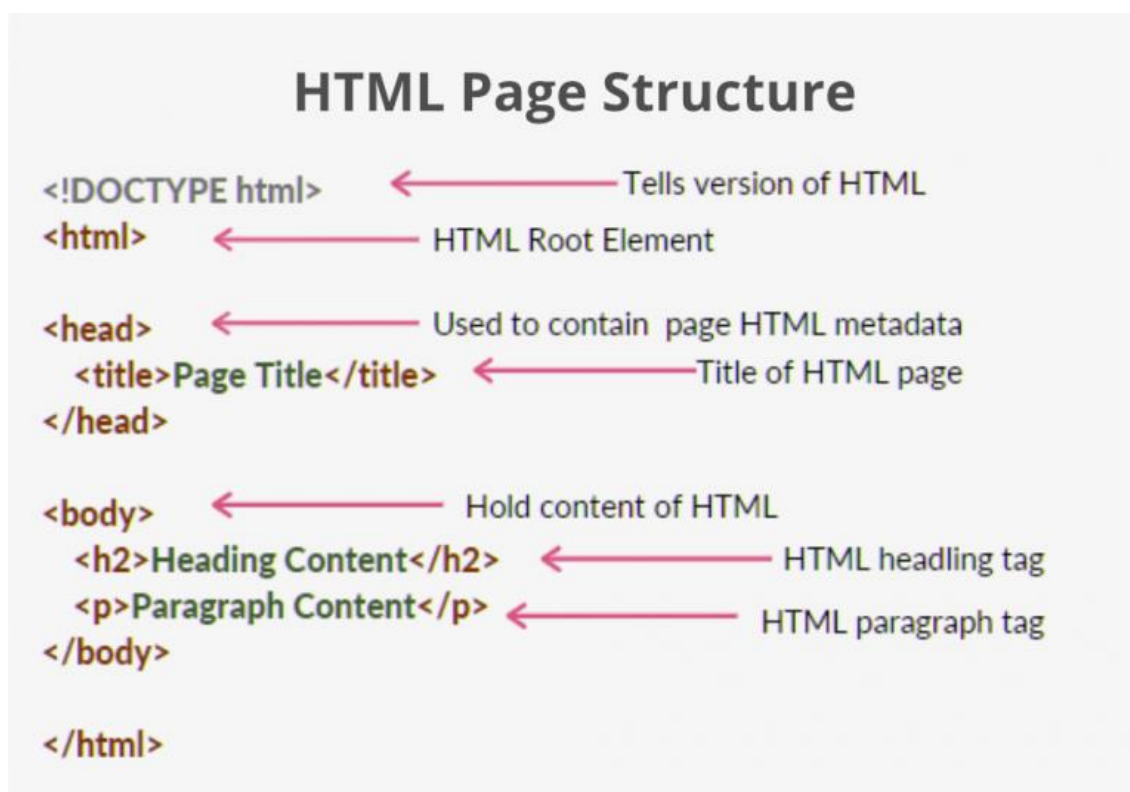 HTML Page Structure
<!DOCTYPE html> Tells version of HTML
<html> HTML Root Element
<head> Used to contain page HTML metadata
<title>Page Title</title> Title of HTML page
</head>
<body> Hold content of HTML
<h2>Heading Content</h2> HTML headling tag
<p>Paragraph Content</p> HTML paragraph tag
</body>
</html>